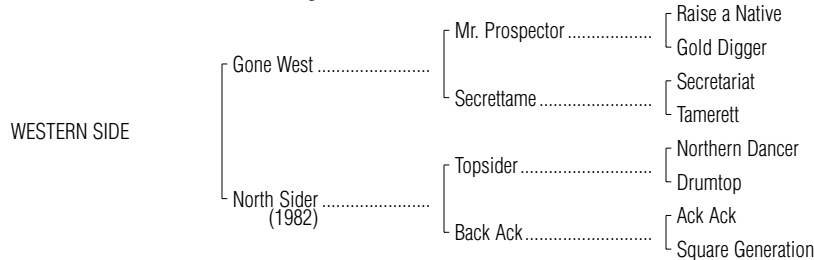 Raise a Native
Mr. Prospector ..................
Gold Digger
Gone West ........................
Secretariat
Secrettame ........................
Tamerett
WESTERN SIDE
Northern Dancer
Topsider ............................
Drumtop
North Sider .......................
(1982)
Ack Ack
Back Ack ...........................
Square Generation